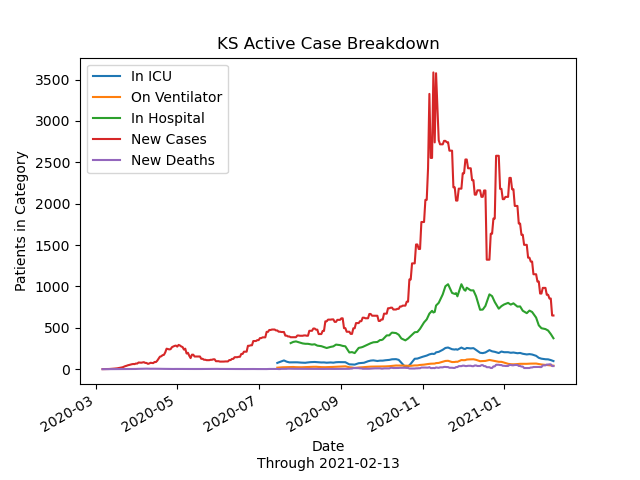 KS Active Case Breakdown
In ICU
On Ventilator
In Hospital
New Cases
New Deaths
Patients in Category
3500
3000
2500
2000
1500
1000
500
0
2020-03
2020-05
2020-07
2020-09
2020-11
2021-01
Date
Through 2021-02-13